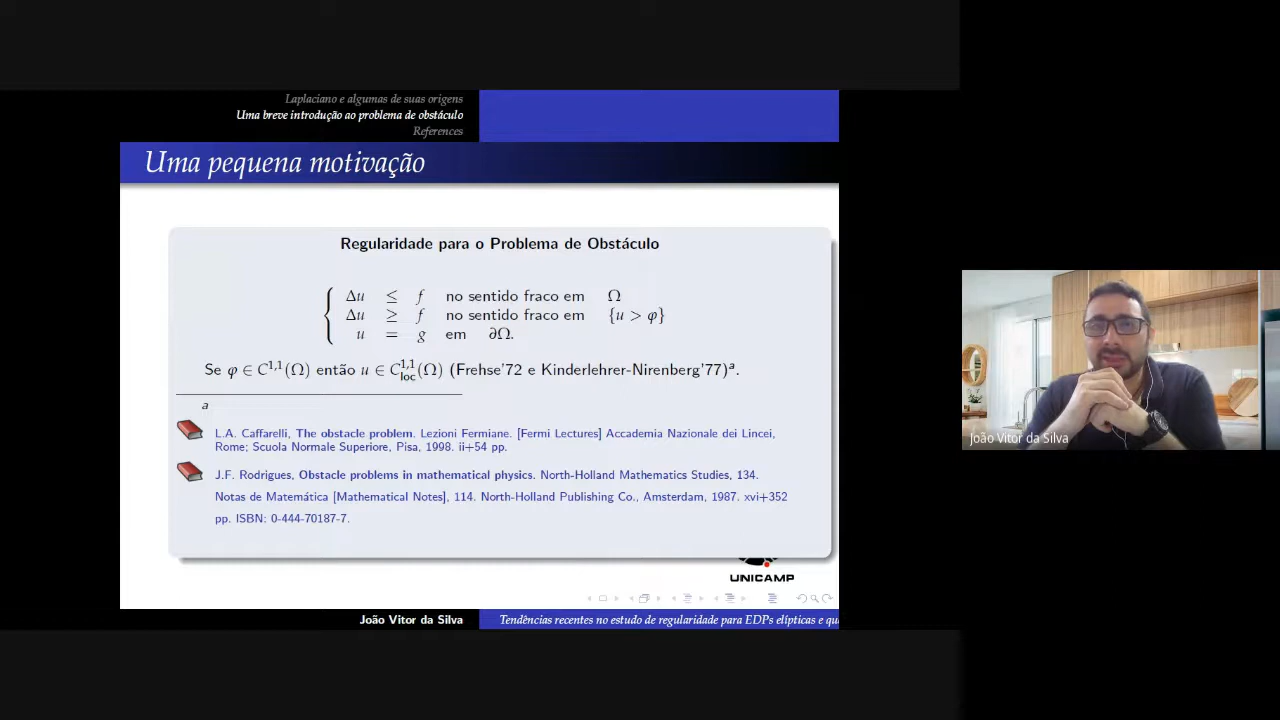 Laplaciano e algumas de suas origens
Uma breve introdução ao problema de obstáculo
References
Uma pequena motivação
Regularidade para o Problema de Obstáculo
Δu ≤ f no sentido fraco em Ω
Δu ≥ f no sentido fraco em {u > φ}
u = g em ∂Ω.
Se φ ∈ C^{1,1}(Ω) então u ∈ C^{1,1}_{loc}(Ω) (Frehse'72 e Kinderlehrer-Nirenberg'77)^a.
a
L.A. Caffarelli, The obstacle problem. Lezioni Fermiane. [Fermi Lectures] Accademia Nazionale dei Lincei,
Rome; Scuola Normale Superiore, Pisa, 1998. ii+54 pp.
J.F. Rodrigues, Obstacle problems in mathematical physics. North-Holland Mathematics Studies, 134.
Notas de Matemática [Mathematical Notes], 114. North-Holland Publishing Co., Amsterdam, 1987. xvi+352
pp. ISBN: 0-444-70187-7.
UNICAMP
João Vitor da Silva
Tendências recentes no estudo de regularidade para EDPs elípticas e qu
João Vitor da Silva